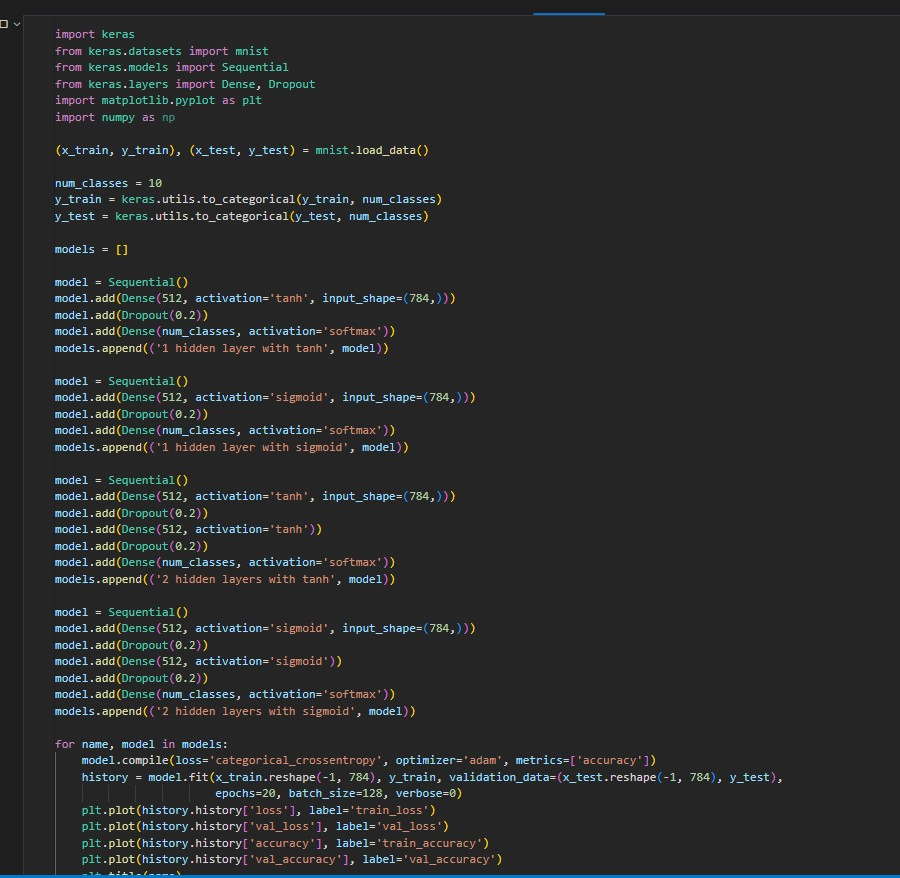 import keras
from keras.datasets import mnist
from keras.models import Sequential
from keras.layers import Dense, Dropout
import matplotlib.pyplot as plt
import numpy as np

(x_train, y_train), (x_test, y_test) = mnist.load_data()

num_classes = 10
y_train = keras.utils.to_categorical(y_train, num_classes)
y_test = keras.utils.to_categorical(y_test, num_classes)

models = []

model = Sequential()
model.add(Dense(512, activation='tanh', input_shape=(784,)))
model.add(Dropout(0.2))
model.add(Dense(num_classes, activation='softmax'))
models.append(('1 hidden layer with tanh', model))

model = Sequential()
model.add(Dense(512, activation='sigmoid', input_shape=(784,)))
model.add(Dropout(0.2))
model.add(Dense(num_classes, activation='softmax'))
models.append(('1 hidden layer with sigmoid', model))

model = Sequential()
model.add(Dense(512, activation='tanh', input_shape=(784,)))
model.add(Dropout(0.2))
model.add(Dense(512, activation='tanh'))
model.add(Dropout(0.2))
model.add(Dense(num_classes, activation='softmax'))
models.append(('2 hidden layers with tanh', model))

model = Sequential()
model.add(Dense(512, activation='sigmoid', input_shape=(784,)))
model.add(Dropout(0.2))
model.add(Dense(512, activation='sigmoid'))
model.add(Dropout(0.2))
model.add(Dense(num_classes, activation='softmax'))
models.append(('2 hidden layers with sigmoid', model))

for name, model in models:
    model.compile(loss='categorical_crossentropy', optimizer='adam', metrics=['accuracy'])
    history = model.fit(x_train.reshape(-1, 784), y_train, validation_data=(x_test.reshape(-1, 784), y_test),
                        epochs=20, batch_size=128, verbose=0)
    plt.plot(history.history['loss'], label='train_loss')
    plt.plot(history.history['val_loss'], label='val_loss')
    plt.plot(history.history['accuracy'], label='train_accuracy')
    plt.plot(history.history['val_accuracy'], label='val_accuracy')
    plt.title(name)